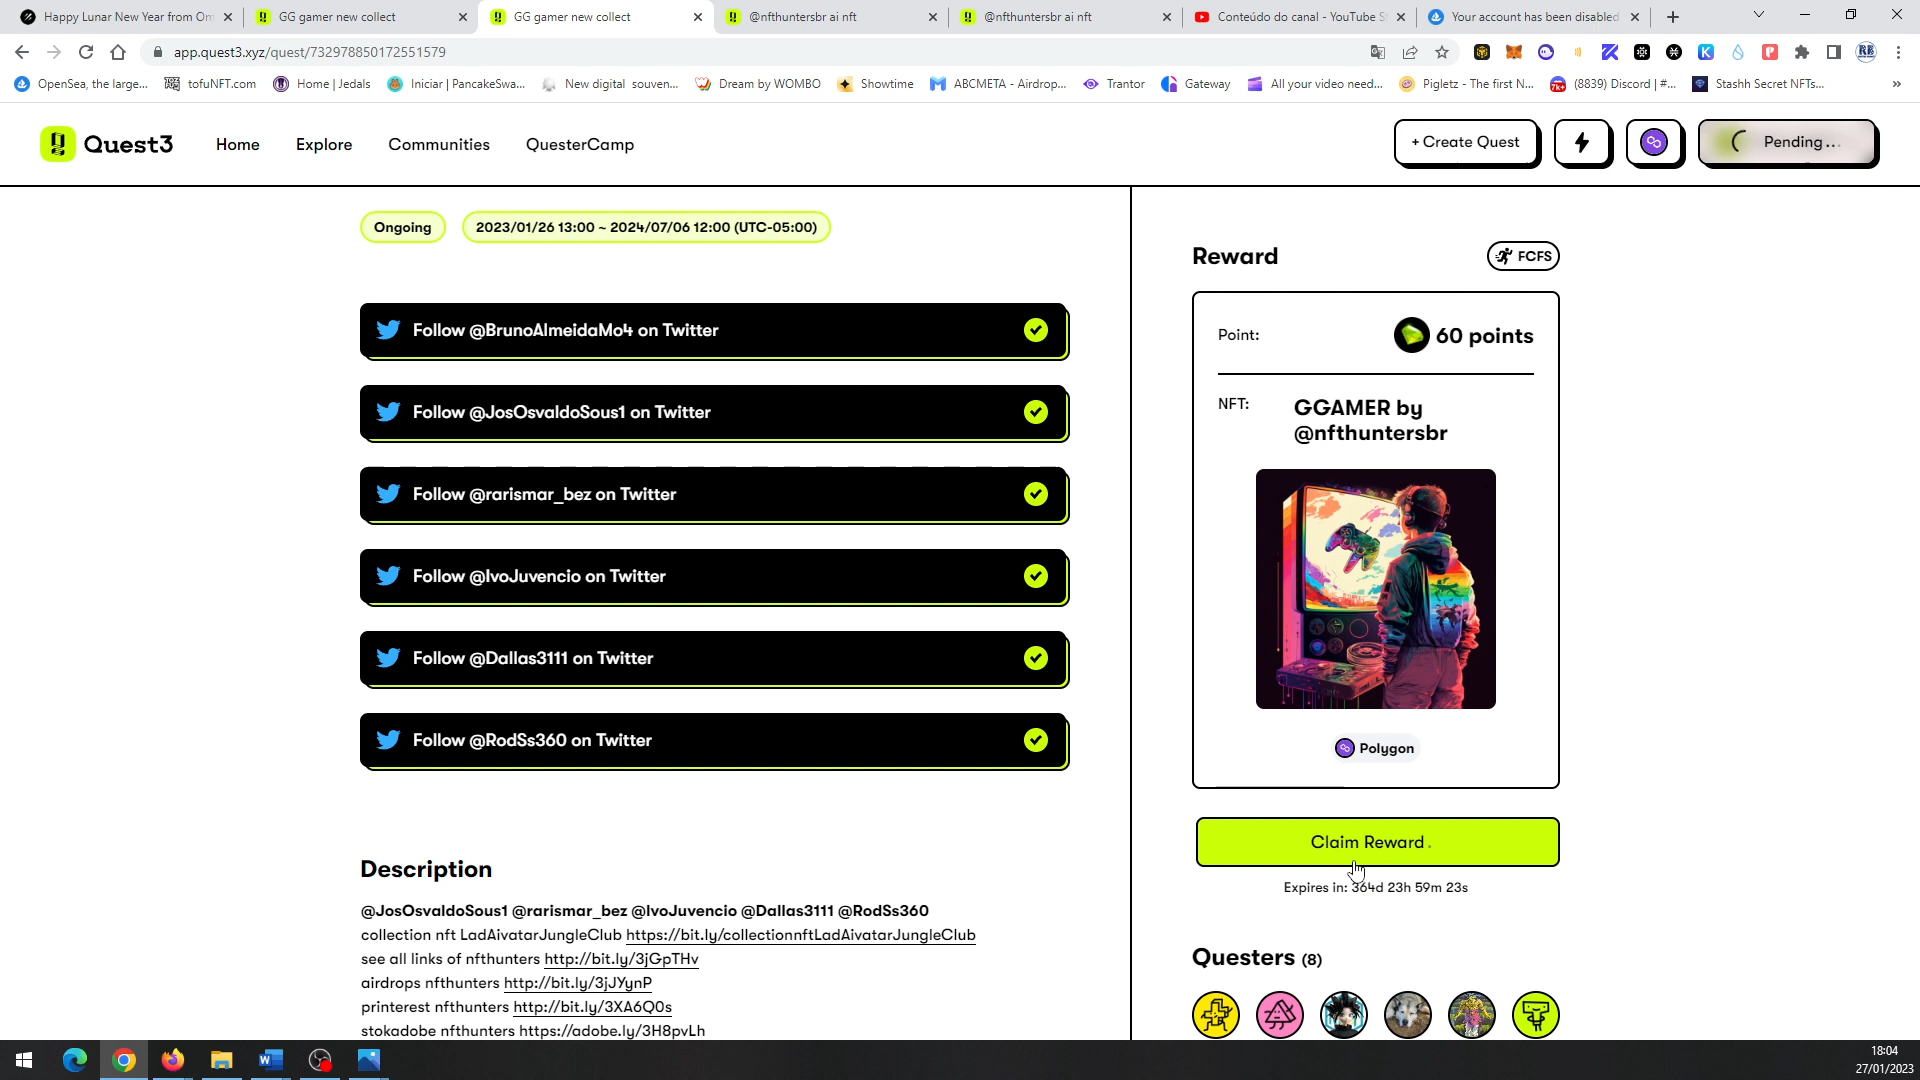 Happy Lunar New Year from Om
GG gamer new collect
GG gamer new collect
@nfthuntersbr ai nft
@nfthuntersbr ai nft
Conteúdo do canal - YouTube S
Your account has been disabled
app.quest3.xyz/quest/732978850172551579
OpenSea, the large...
tofuNFT.com
Home | Jedals
Iniciar | PancakeSwa...
New digital souven...
Dream by WOMBO
Showtime
ABCMETA - Airdrop...
Trantor
Gateway
All your video need...
Pigletz - The first N...
(8839) Discord | #...
Stashh Secret NFTs...
Quest3
Home
Explore
Communities
QuesterCamp
+ Create Quest
Pending...
Ongoing
2023/01/26 13:00 ~ 2024/07/06 12:00 (UTC-05:00)
Follow @BrunoAlmeidaMo4 on Twitter
Follow @JosOsvaldoSous1 on Twitter
Follow @rarismar_bez on Twitter
Follow @IvoJuvencio on Twitter
Follow @Dallas3111 on Twitter
Follow @RodSs360 on Twitter
Description
@JosOsvaldoSous1 @rarismar_bez @IvoJuvencio @Dallas3111 @RodSs360
collection nft LadAivatarJungleClub https://bit.ly/collectionnftLadAivatarJungleClub
see all links of nfthunters http://bit.ly/3jGpTHv
airdrops nfthunters http://bit.ly/3jJYynP
printerest nfthunters http://bit.ly/3XA6Q0s
stokadobe nfthunters https://adobe.ly/3H8pvLh
Reward
FCFS
Point:
60 points
NFT:
GGAMER by
@nfthuntersbr
Polygon
Claim Reward .
Expires in: 364d 23h 59m 23s
Questers (8)
18:04
27/01/2023